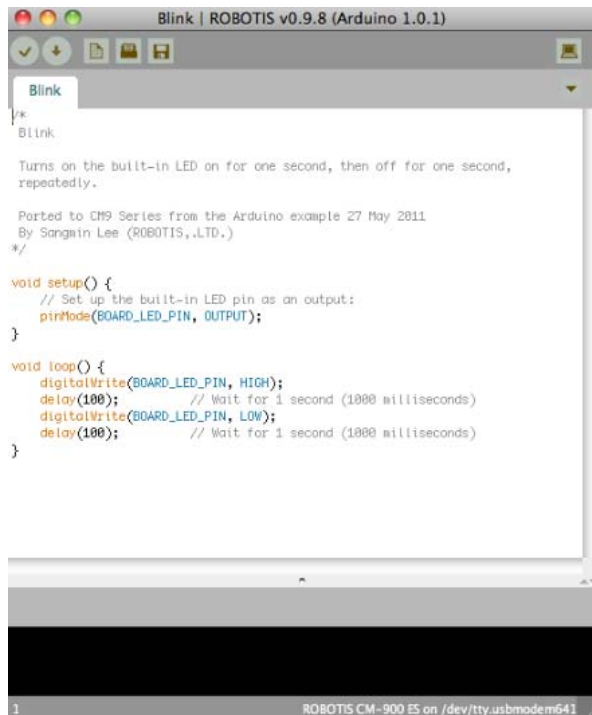 Blink | ROBOTIS v0.9.8 (Arduino 1.0.1)
Blink
/*
Blink
Turns on the built-in LED on for one second, then off for one second,
repeatedly.
Ported to CM9 Series from the Arduino example 27 May 2011
By Sangmin Lee (ROBOTIS,.LTD.)
*/
void setup() {
// Set up the built-in LED pin as an output:
pinMode(BOARD_LED_PIN, OUTPUT);
}
void loop() {
digitalWrite(BOARD_LED_PIN, HIGH);
delay(100); // Wait for 1 second (1000 milliseconds)
digitalWrite(BOARD_LED_PIN, LOW);
delay(100); // Wait for 1 second (1000 milliseconds)
}
1 ROBOTIS CM-900 ES on /dev/tty.usbmodem641